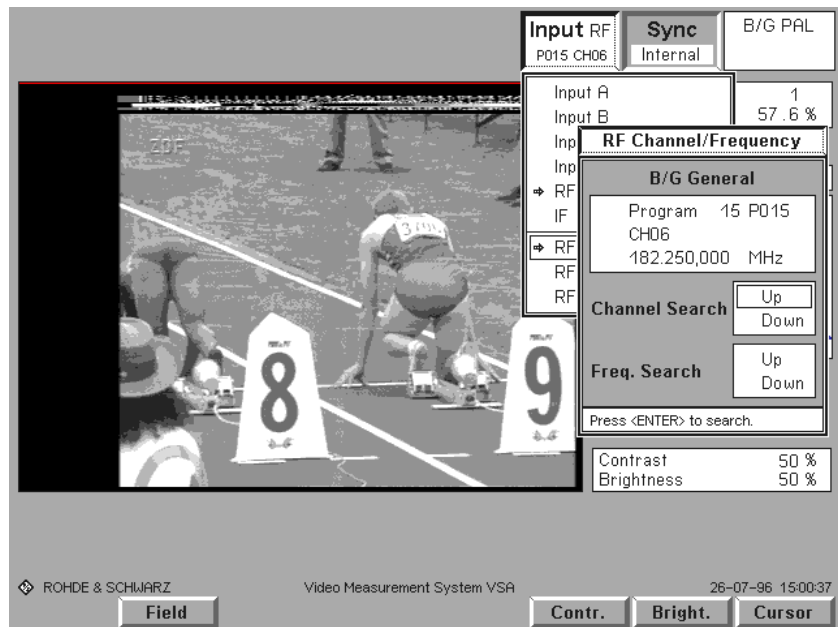 Input RF
P015 CH06
Sync
Internal
B/G PAL
Input A
Input B
Inp
Inp
⇒ RF
IF
⇒ RF
RF
RF
1
57.6 %
RF Channel/Frequency
B/G General
Program 15 P015
CH06
182.250,000 MHz
Channel Search
Up
Down
Freq. Search
Up
Down
Press <ENTER> to search.
Contrast 50 %
Brightness 50 %
ZDF
8
9
ROHDE & SCHWARZ
Video Measurement System VSA
26-07-96 15:00:37
Field
Contr.
Bright.
Cursor